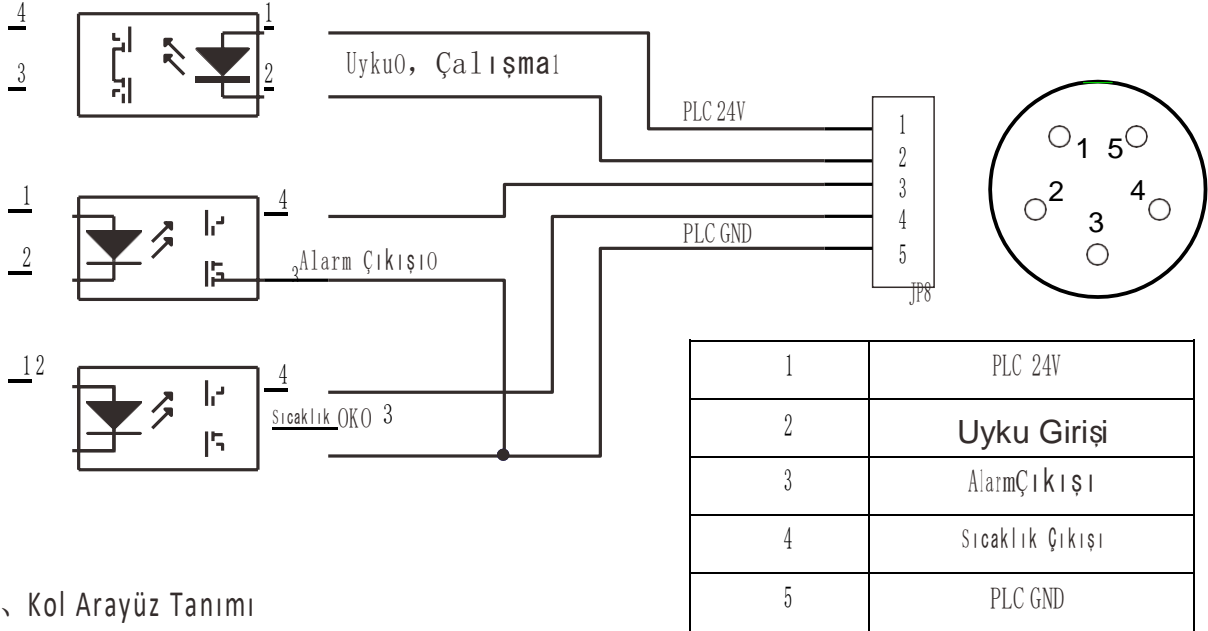 4
1
3
2
Uyku0, Çalışma1
PLC 24V
1
2
3
4
5
JP8
PLC GND
1 5
2 4
3
1
2
4
3
Alarm Çıkışı0
12
4
Sıcaklık OK0 3
1 PLC 24V
2 Uyku Girişi
3 AlarmÇıkışı
4 Sıcaklık Çıkışı
5 PLC GND
、Kol Arayüz Tanımı